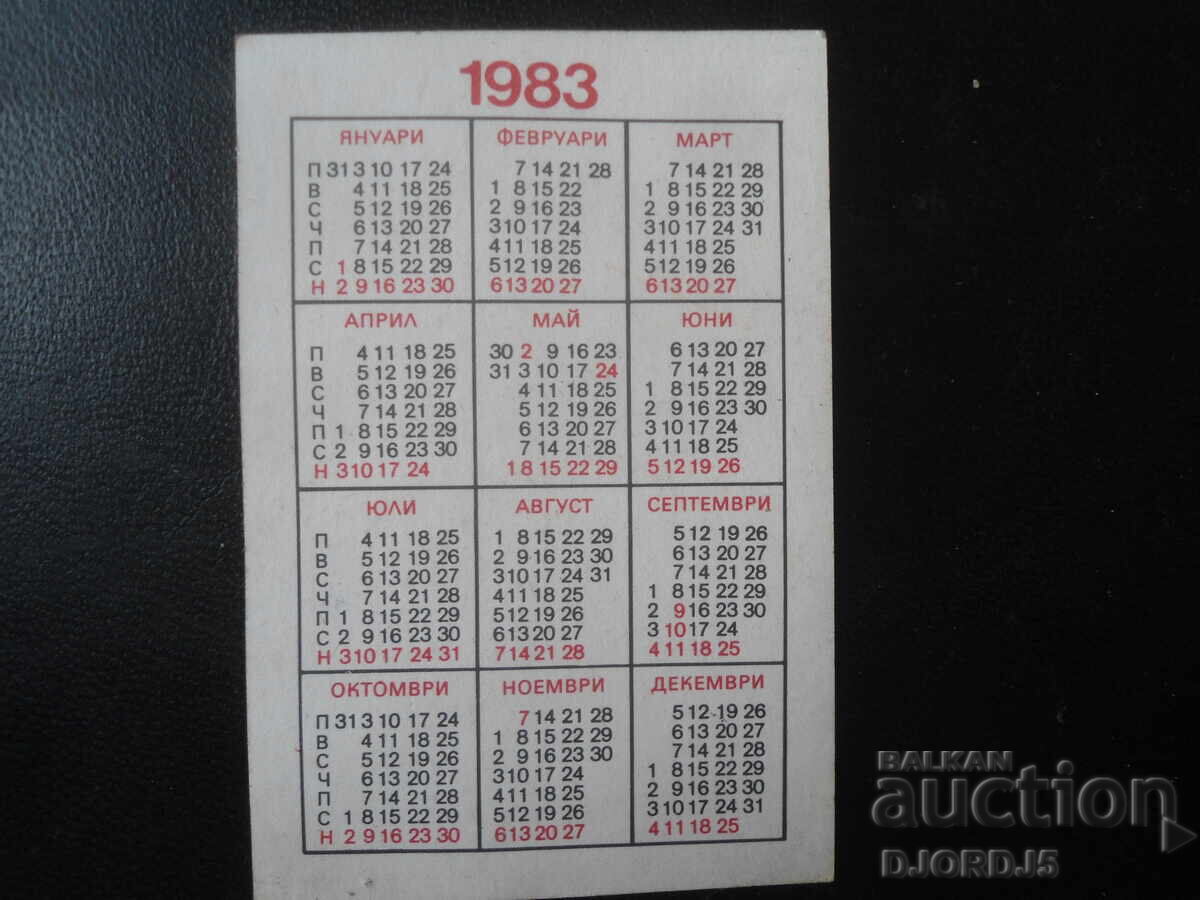 1983
ЯНУАРИ ФЕВРУАРИ МАРТ
П 31 3 10 17 24 7 14 21 28 7 14 21 28
В 4 11 18 25 1 8 15 22 1 8 15 22 29
С 5 12 19 26 2 9 16 23 2 9 16 23 30
Ч 6 13 20 27 3 10 17 24 3 10 17 24 31
П 7 14 21 28 4 11 18 25 4 11 18 25
С 1 8 15 22 29 5 12 19 26 5 12 19 26
Н 2 9 16 23 30 6 13 20 27 6 13 20 27
АПРИЛ МАЙ ЮНИ
П 4 11 18 25 30 2 9 16 23 6 13 20 27
В 5 12 19 26 31 3 10 17 24 7 14 21 28
С 6 13 20 27 4 11 18 25 1 8 15 22 29
Ч 7 14 21 28 5 12 19 26 2 9 16 23 30
П 1 8 15 22 29 6 13 20 27 3 10 17 24
С 2 9 16 23 30 7 14 21 28 4 11 18 25
Н 3 10 17 24 1 8 15 22 29 5 12 19 26
ЮЛИ АВГУСТ СЕПТЕМВРИ
П 4 11 18 25 1 8 15 22 29 5 12 19 26
В 5 12 19 26 2 9 16 23 30 6 13 20 27
С 6 13 20 27 3 10 17 24 31 7 14 21 28
Ч 7 14 21 28 4 11 18 25 1 8 15 22 29
П 1 8 15 22 29 5 12 19 26 2 9 16 23 30
С 2 9 16 23 30 6 13 20 27 3 10 17 24
Н 3 10 17 24 31 7 14 21 28 4 11 18 25
ОКТОМВРИ НОЕМВРИ ДЕКЕМВРИ
П 31 3 10 17 24 7 14 21 28 5 12 19 26
В 4 11 18 25 1 8 15 22 29 6 13 20 27
С 5 12 19 26 2 9 16 23 30 7 14 21 28
Ч 6 13 20 27 3 10 17 24 1 8 15 22 29
П 7 14 21 28 4 11 18 25 2 9 16 23 30
С 1 8 15 22 29 5 12 19 26 3 10 17 24 31
Н 2 9 16 23 30 6 13 20 27 4 11 18 25
BALKAN
auction
DJORDJ5